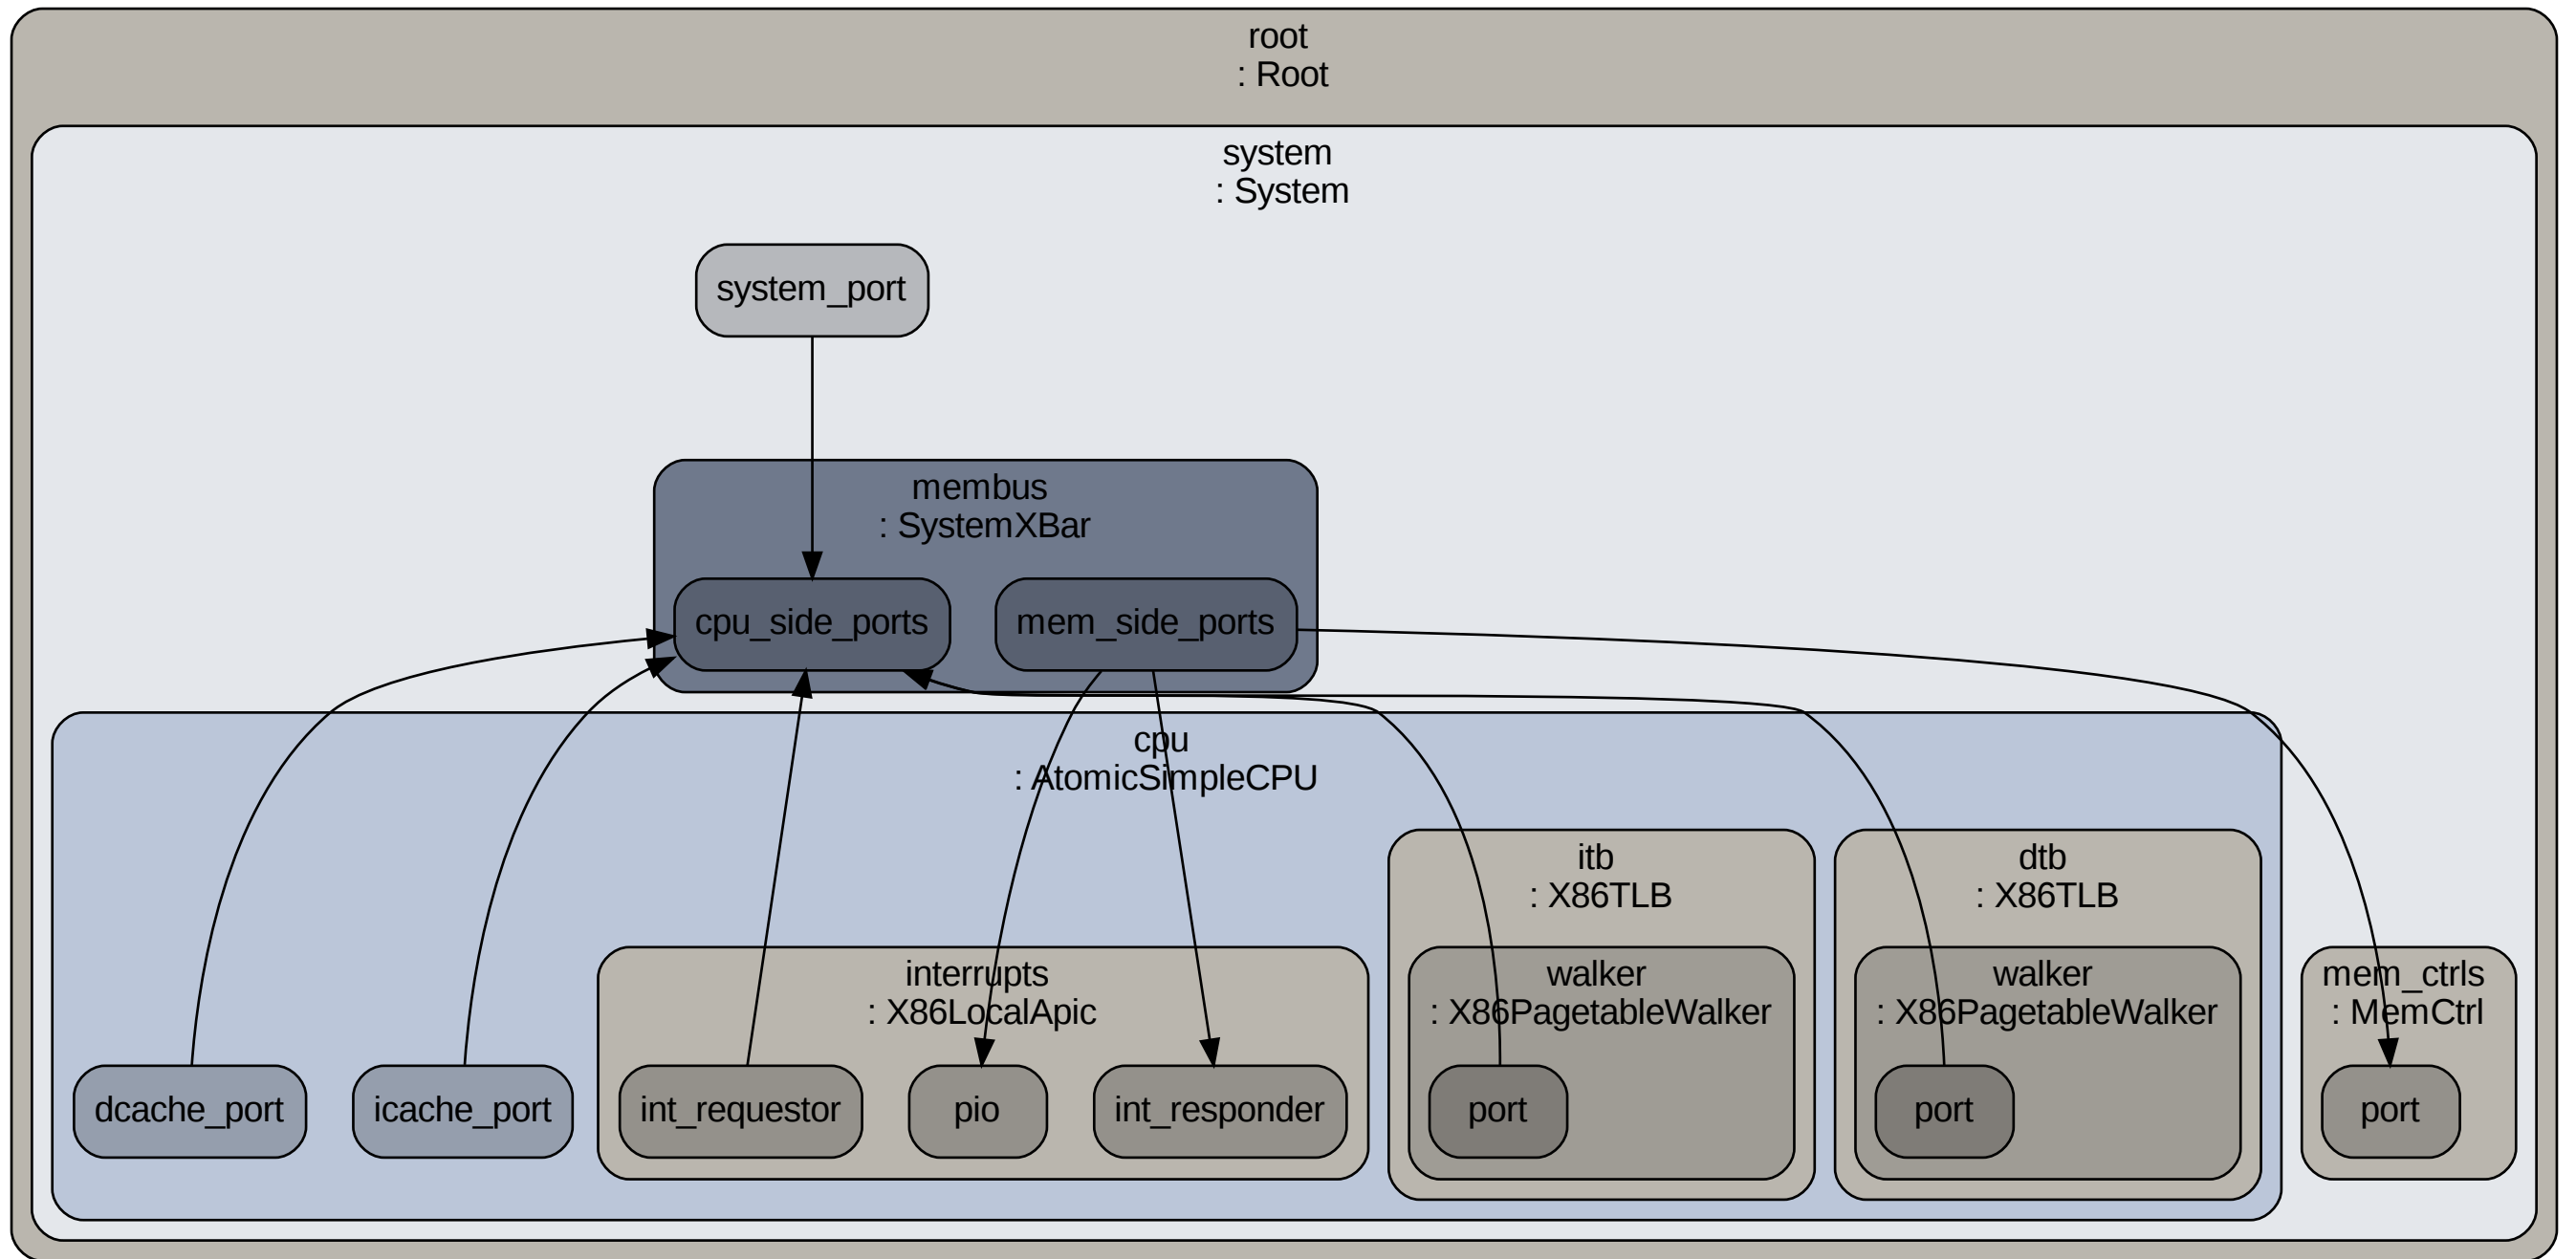 root
: Root
system
: System
system_port
membus
: SystemXBar
cpu_side_ports
mem_side_ports
cpu
: AtomicSimpleCPU
itb
: X86TLB
dtb
: X86TLB
interrupts
: X86LocalApic
walker
: X86PagetableWalker
walker
: X86PagetableWalker
mem_ctrls
: MemCtrl
dcache_port
icache_port
int_requestor
pio
int_responder
port
port
port